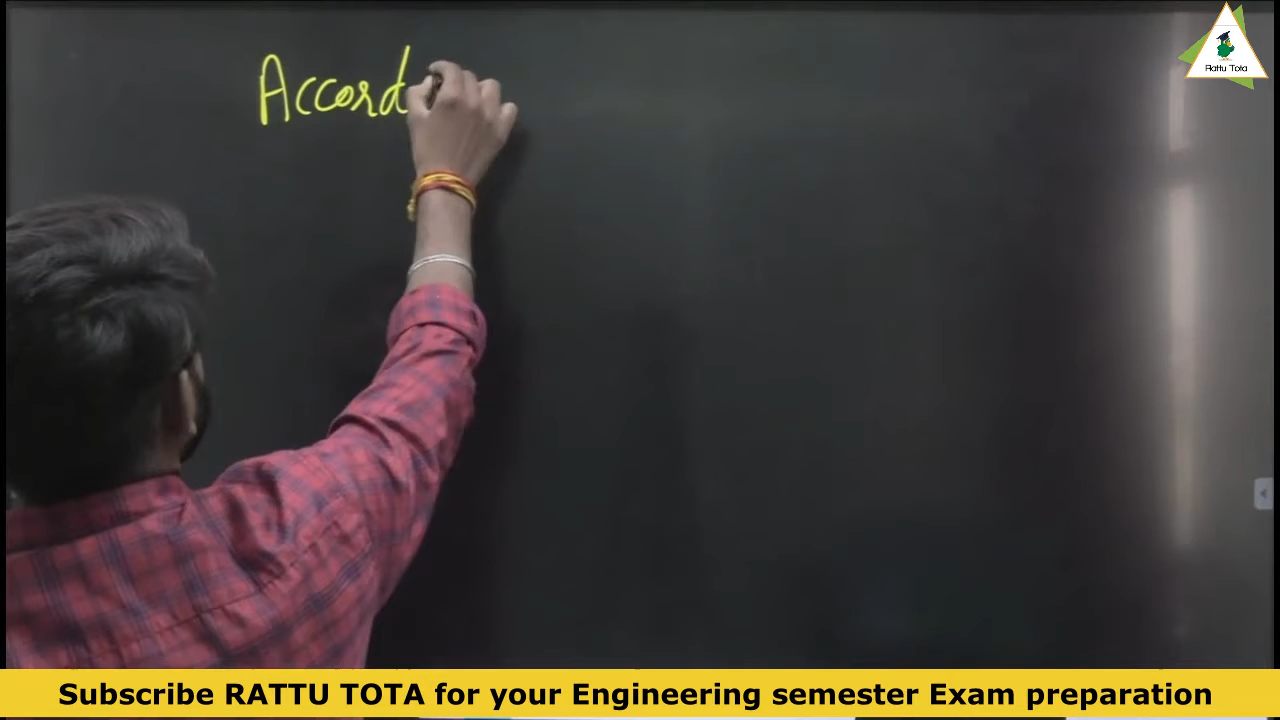 Accord
Rattu Tota
Subscribe RATTU TOTA for your Engineering semester Exam preparation